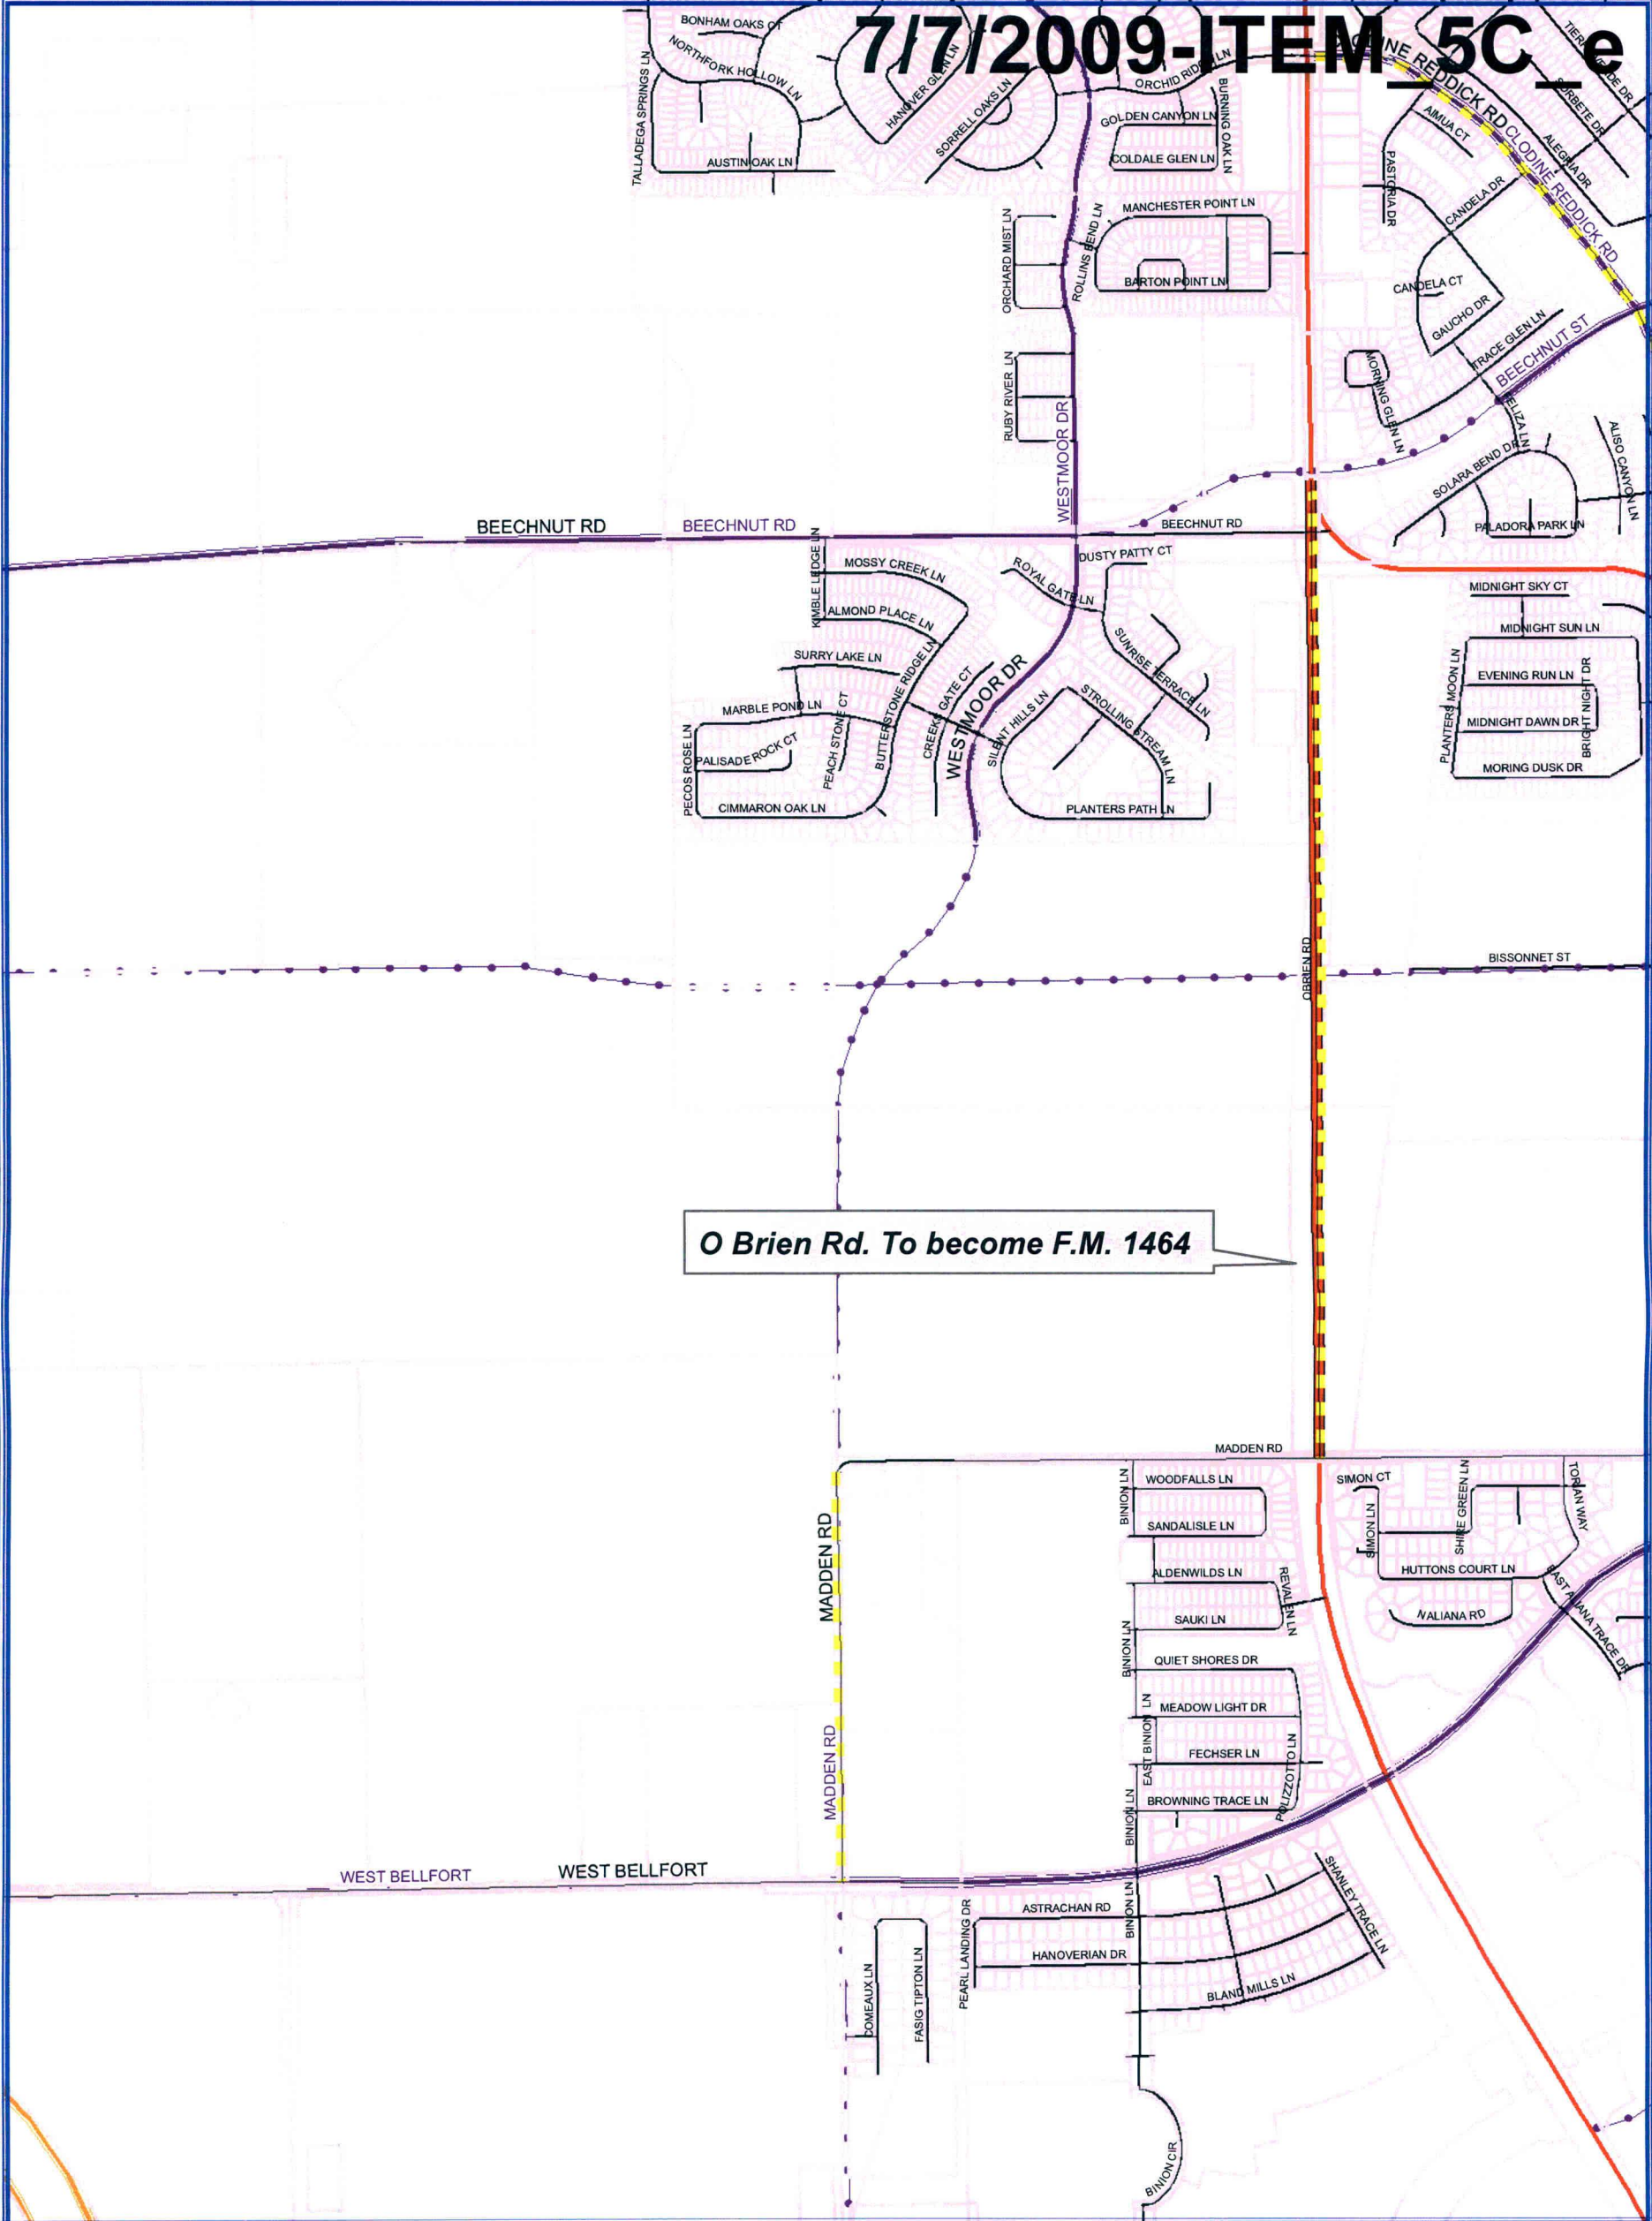 7/7/2009-ITEM_5C_e
BONHAM OAKS CT
NORTHFORK HOLLOW LN
TALLADEGA SPRINGS LN
AUSTIN OAK LN
HANOVER GLEN LN
SORRELL OAKS LN
ORCHID RIDGE LN
GOLDEN CANYON LN
BURNING OAK LN
COLDALE GLEN LN
REDDICK RD
CLODINE REDDICK RD
AIMUA CT
ALEGRIA DR
SORBETE DR
PASTORIA DR
CANDELA DR
MANCHESTER POINT LN
ORCHARD MIST LN
ROLLINS BEND LN
BARTON POINT LN
CANDELA CT
GAUCHO DR
TRACE GLEN LN
BEECHNUT ST
MORNING GLEN LN
ELIZA LN
RUBY RIVER LN
WESTMOOR DR
SOLARA BEND DR
ALISO CANYON LN
PALADORA PARK LN
BEECHNUT RD
BEECHNUT RD
BEECHNUT RD
KIMBLE LEDGE LN
MOSSY CREEK LN
ROYAL GATE LN
DUSTY PATTY CT
MIDNIGHT SKY CT
ALMOND PLACE LN
MIDNIGHT SUN LN
SURRY LAKE LN
BUTTERSTONE RIDGE LN
CREEKS GATE CT
WESTMOOR DR
SUNRISE TERRACE LN
PLANTERS MOON LN
EVENING RUN LN
BRIGHT NIGHT DR
MARBLE POND LN
PEACH STONE CT
SILENT HILLS LN
STROLLING STREAM LN
MIDNIGHT DAWN DR
PECOS ROSE LN
PALISADE ROCK CT
MORING DUSK DR
CIMMARON OAK LN
PLANTERS PATH LN
OBRIEN RD
BISSONNET ST
O Brien Rd. To become F.M. 1464
MADDEN RD
BINION LN
WOODFALLS LN
SIMON CT
SIMON LN
SHIRE GREEN LN
TORIAN WAY
MADDEN RD
SANDALISLE LN
ALDENWILDS LN
REVALEN LN
HUTTONS COURT LN
SAUKI LN
NALIANA RD
BINION LN
QUIET SHORES DR
MEADOW LIGHT DR
EAST BINION LN
MADDEN RD
FECHSER LN
POLIZZOTTO LN
BROWNING TRACE LN
BINION LN
WEST BELLFORT
WEST BELLFORT
SHANLEY TRACE LN
BINION LN
ASTRACHAN RD
PEARL LANDING DR
HANOVERIAN DR
COMEAUX LN
FASIG TIPTON LN
BLAND MILLS LN
BINION CIR